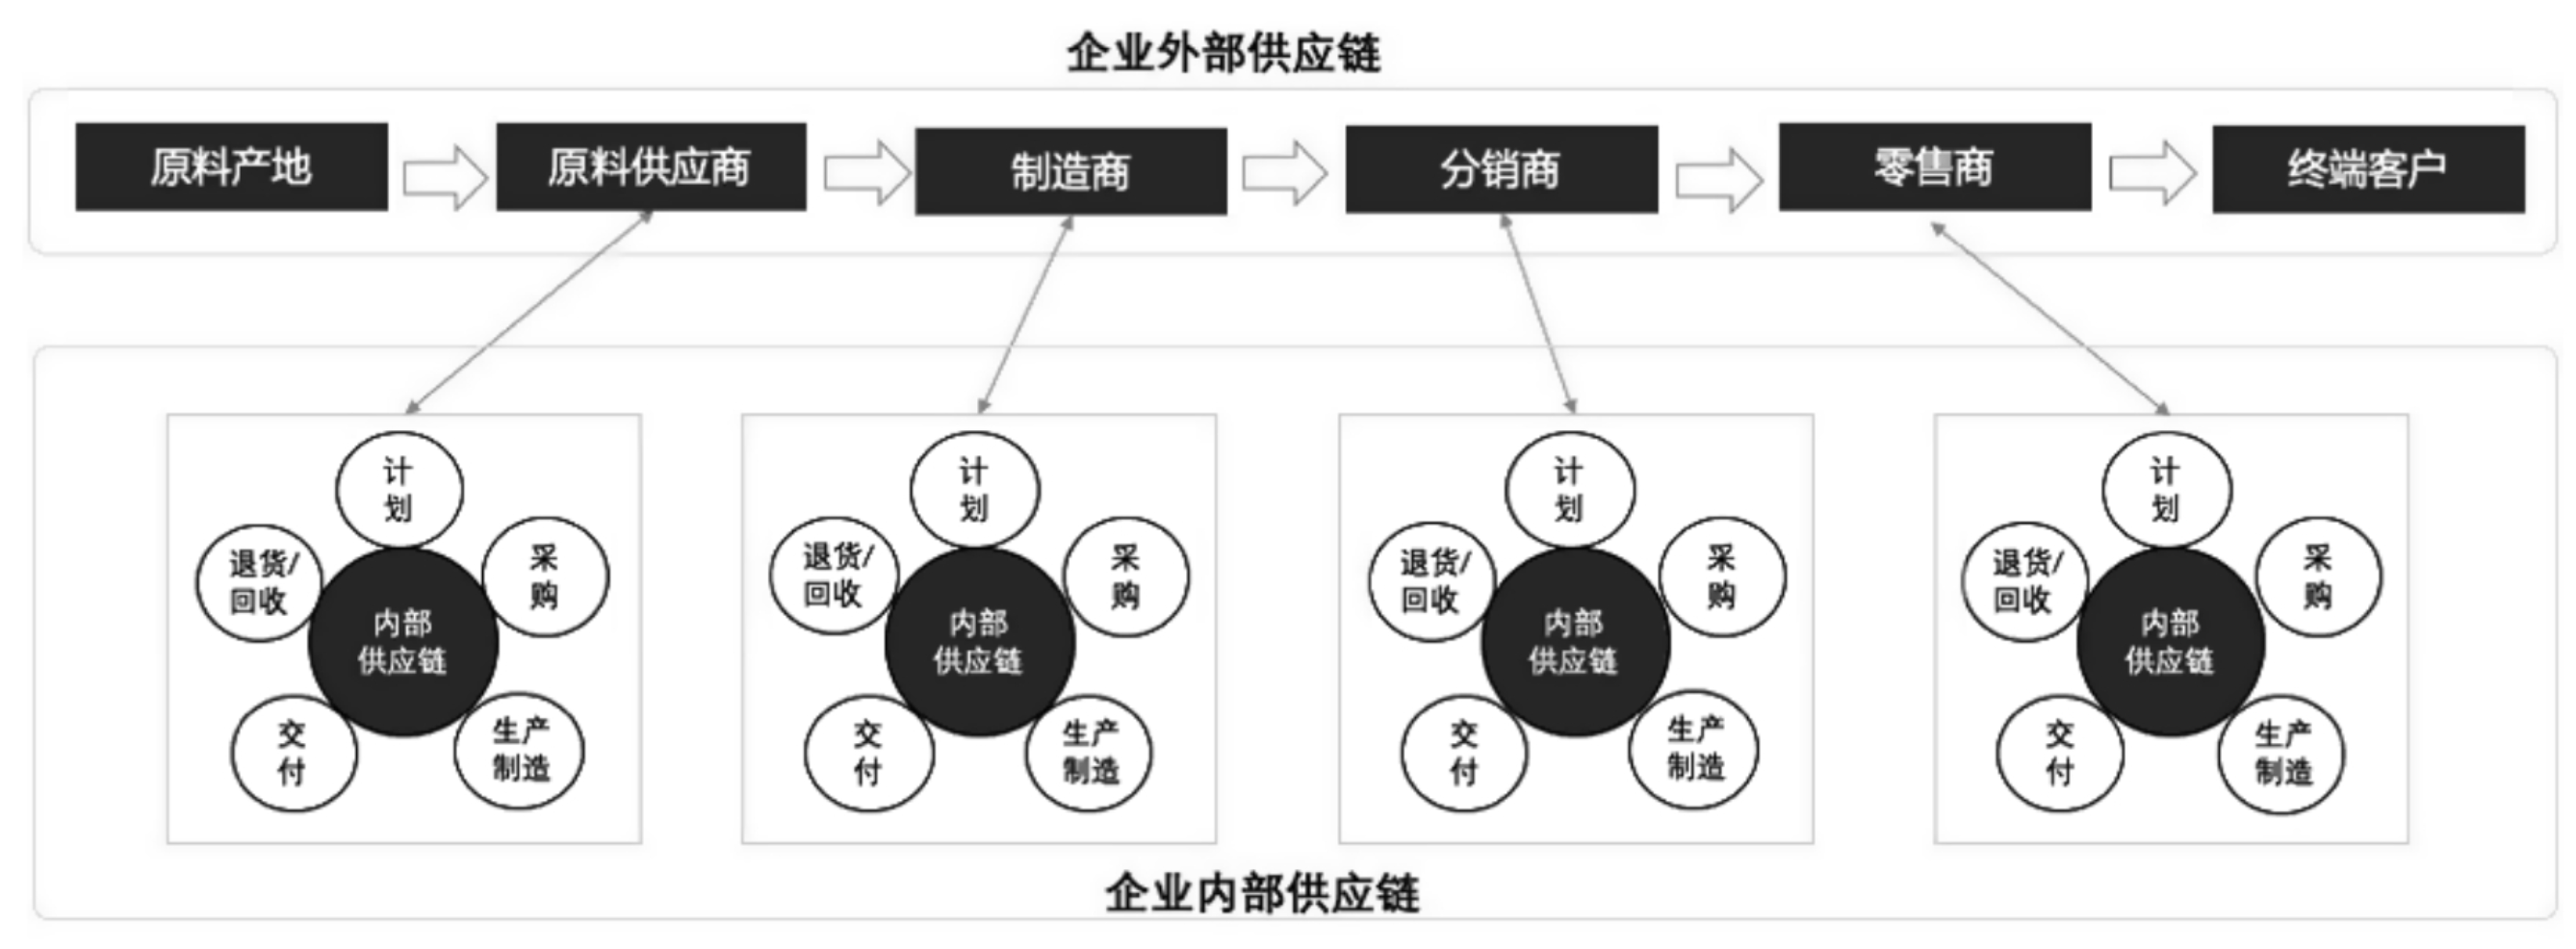 企业外部供应链
原料产地
原料供应商
制造商
分销商
零售商
终端客户
计
划
采
购
生产
制造
交
付
退货/
回收
内部
供应链
计
划
采
购
生产
制造
交
付
退货/
回收
内部
供应链
计
划
采
购
生产
制造
交
付
退货/
回收
内部
供应链
计
划
采
购
生产
制造
交
付
退货/
回收
内部
供应链
企业内部供应链